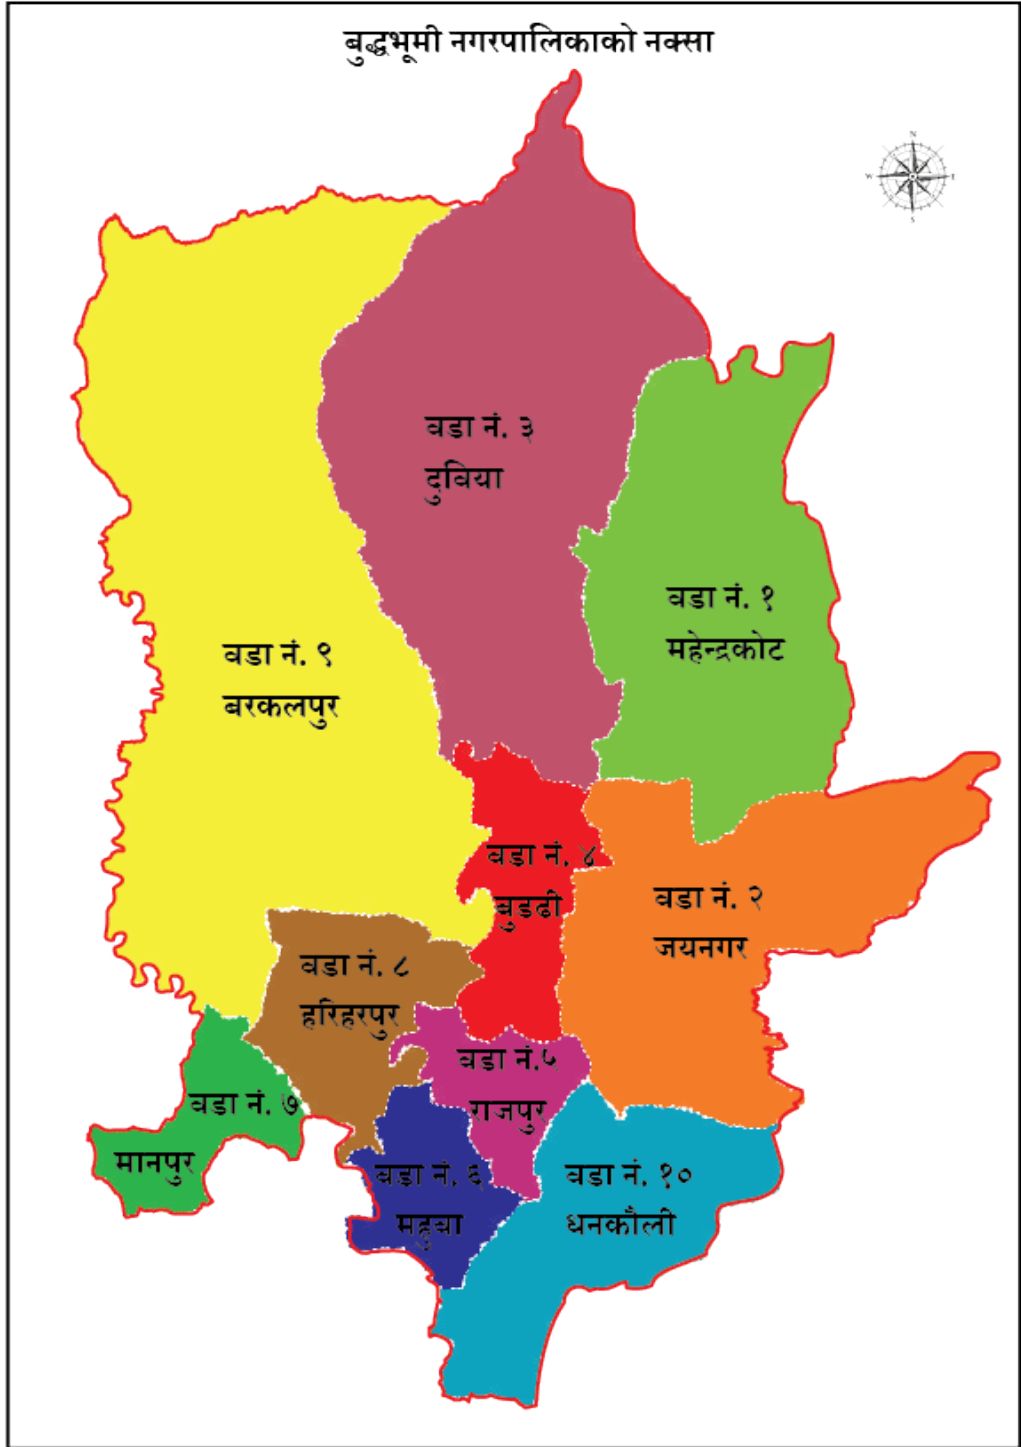 बुद्धभूमी नगरपालिकाको नक्सा
N
W
E
S
वडा नं. ३
दुबिया
वडा नं. १
महेन्द्रकोट
वडा नं. ९
बरकलपुर
वडा नं. ४
बुडढी
वडा नं. २
जयनगर
वडा नं. ८
हरिहरपुर
वडा नं.५
राजपुर
वडा नं. ७
मानपुर
वडा नं. ६
महुवा
वडा नं. १०
धनकौली